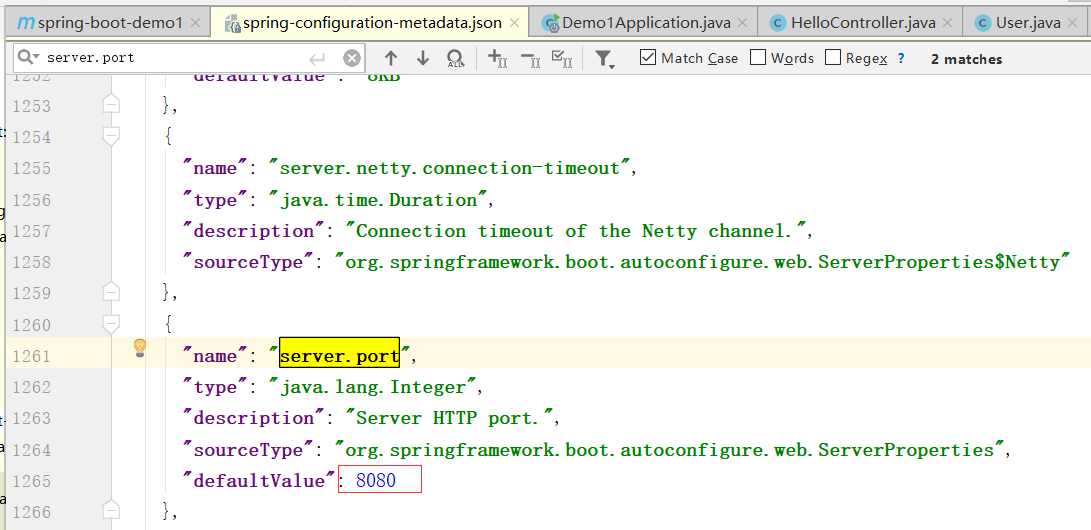 spring-boot-demo1 spring-configuration-metadata.json Demo1Application.java HelloController.java User.java
server.port Match Case Words Regex ? 2 matches
1252 "defaultValue": "8KB"
1253 },
1254 {
1255 "name": "server.netty.connection-timeout",
1256 "type": "java.time.Duration",
1257 "description": "Connection timeout of the Netty channel.",
1258 "sourceType": "org.springframework.boot.autoconfigure.web.ServerProperties$Netty"
1259 },
1260 {
1261 "name": "server.port",
1262 "type": "java.lang.Integer",
1263 "description": "Server HTTP port.",
1264 "sourceType": "org.springframework.boot.autoconfigure.web.ServerProperties",
1265 "defaultValue": 8080
1266 },